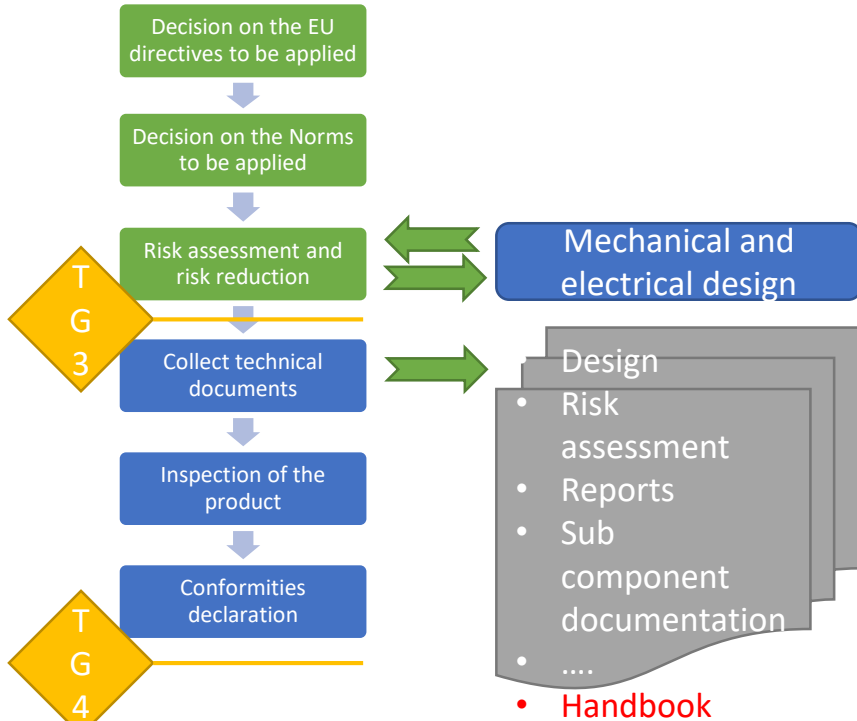 Decision on the EU
directives to be applied
Decision on the Norms
to be applied
Risk assessment and
risk reduction
Mechanical and
electrical design
T
G
3
Collect technical
documents
Design
• Risk
assessment
• Reports
• Sub
component
documentation
• ....
• Handbook
Inspection of the
product
Conformities
declaration
T
G
4